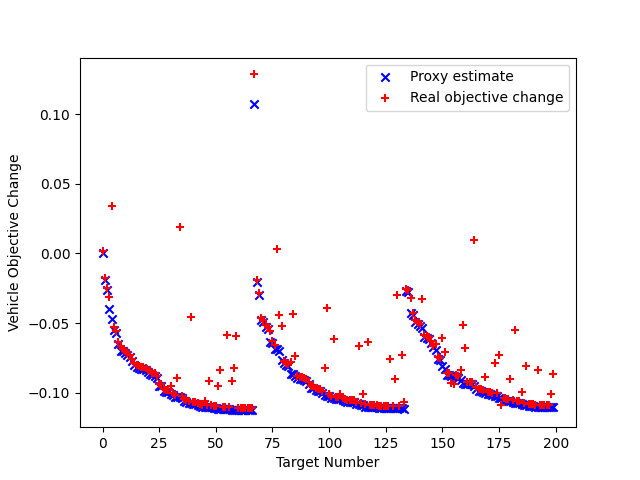 Proxy estimate
Real objective change
0.10
0.05
0.00
−0.05
−0.10
Vehicle Objective Change
0 25 50 75 100 125 150 175 200
Target Number